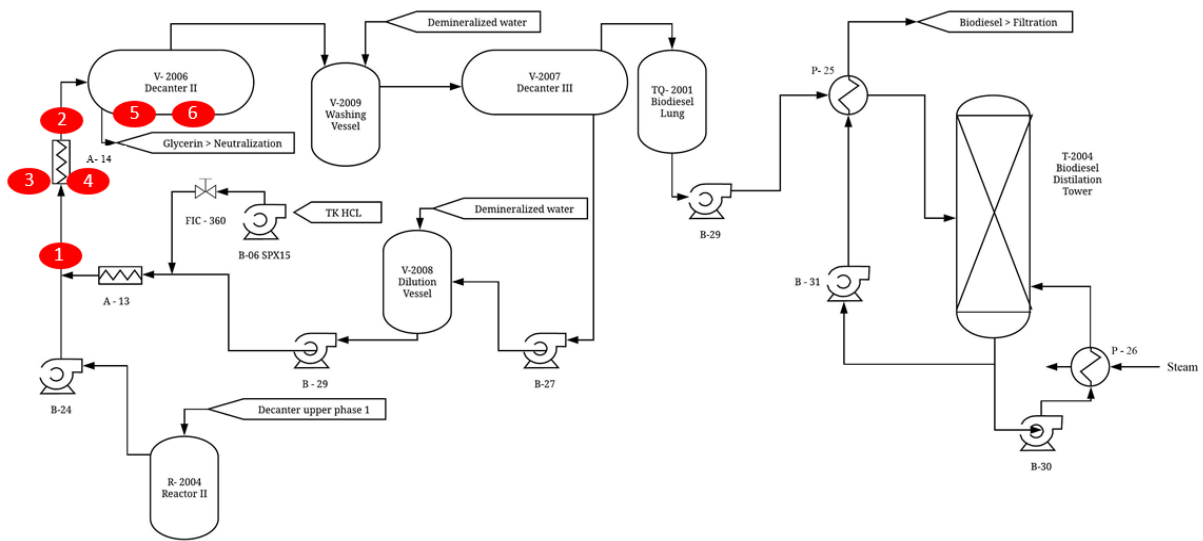 Demineralized water
Biodiesel > Filtration
V- 2006
Decanter II
V-2009
Washing
Vessel
V-2007
Decanter III
TQ- 2001
Biodiesel
Lung
P- 25
5
6
2
Glycerin > Neutralization
A- 14
3
4
T-2004
Biodiesel
Distilation
Tower
FIC - 360
TK HCL
B-06 SPX15
Demineralized water
B-29
1
A - 13
V-2008
Dilution
Vessel
B - 31
B-24
B - 29
B-27
P - 26
Steam
Decanter upper phase 1
B-30
R- 2004
Reactor II